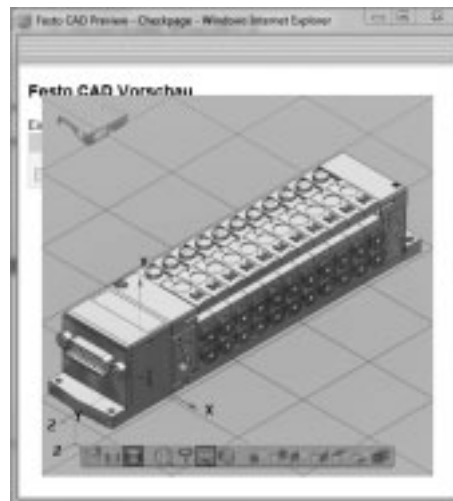 Festo CAD Preview - Checkpage - Windows Internet Explorer
Festo CAD Vorschau
X
Y
Z
Z